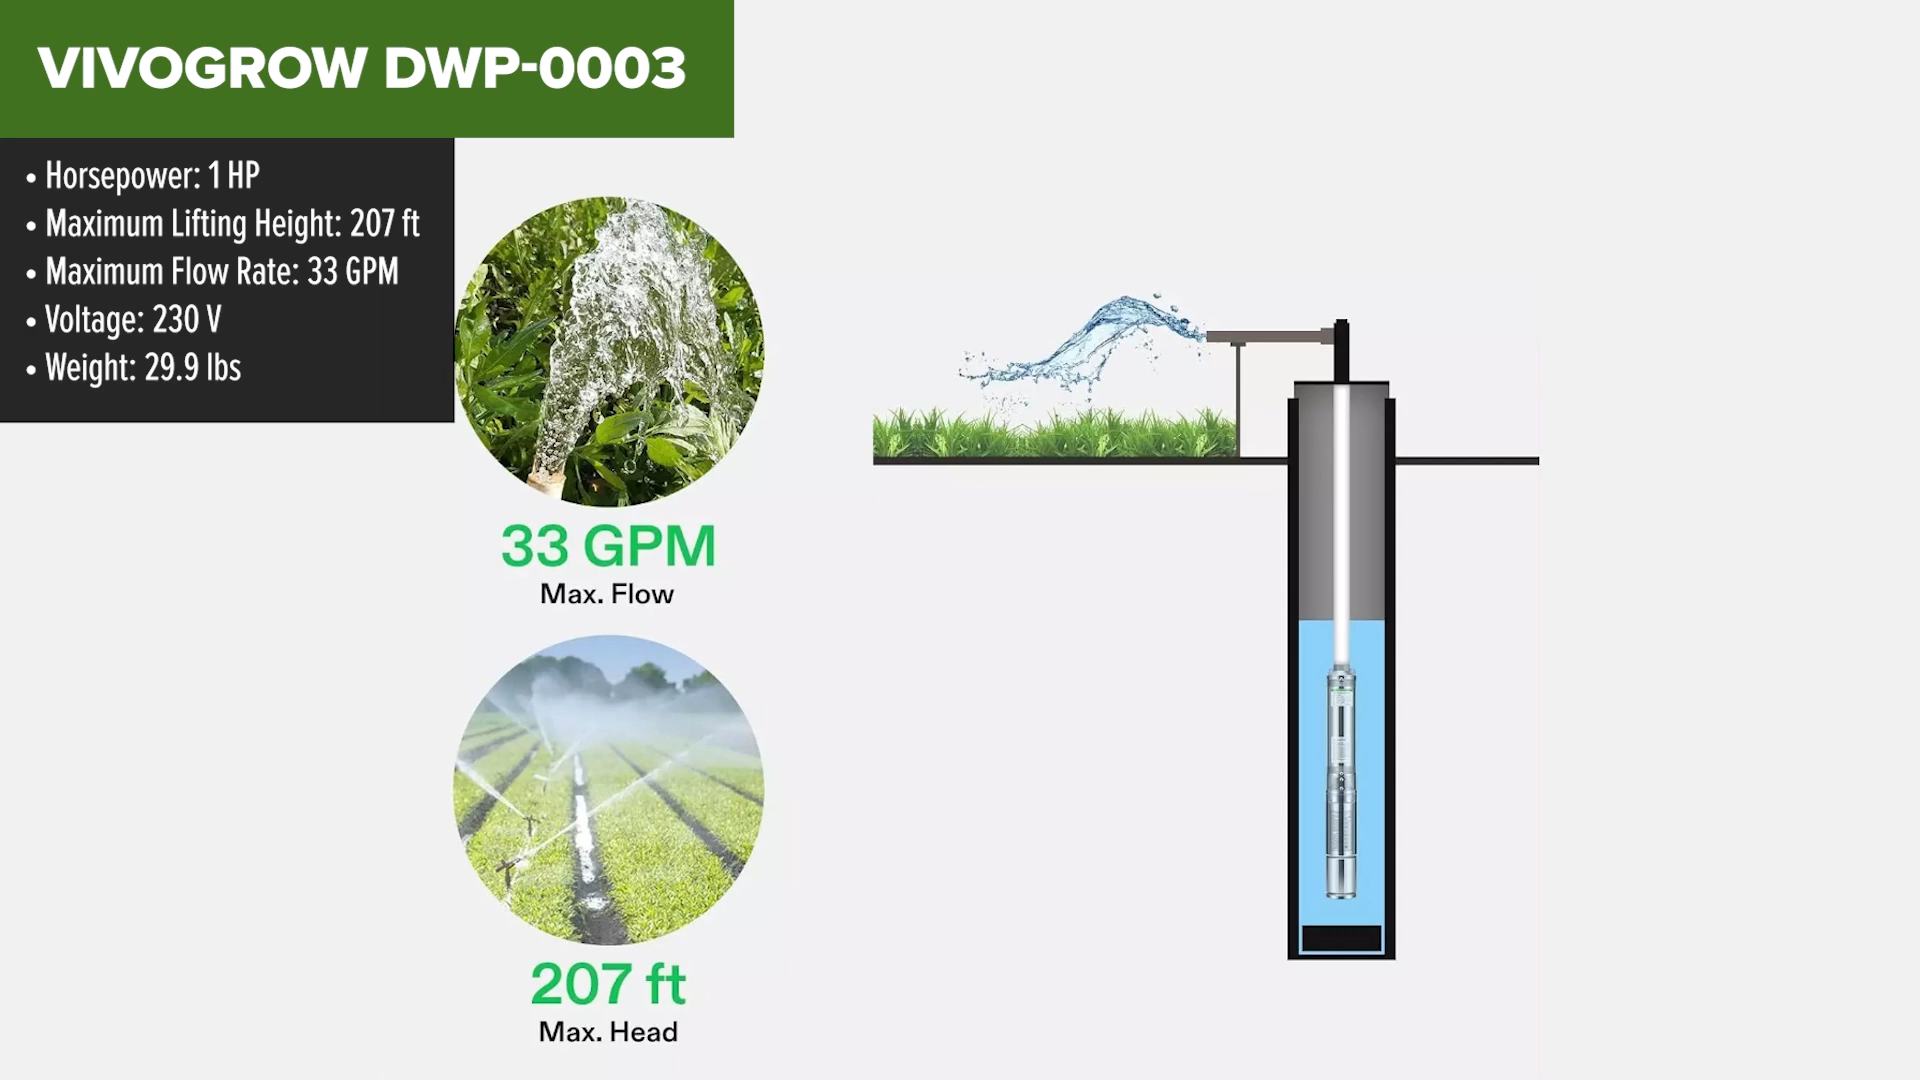 VIVOGROW DWP-0003
• Horsepower: 1 HP
• Maximum Lifting Height: 207 ft
• Maximum Flow Rate: 33 GPM
• Voltage: 230 V
• Weight: 29.9 lbs
33 GPM
Max. Flow
207 ft
Max. Head